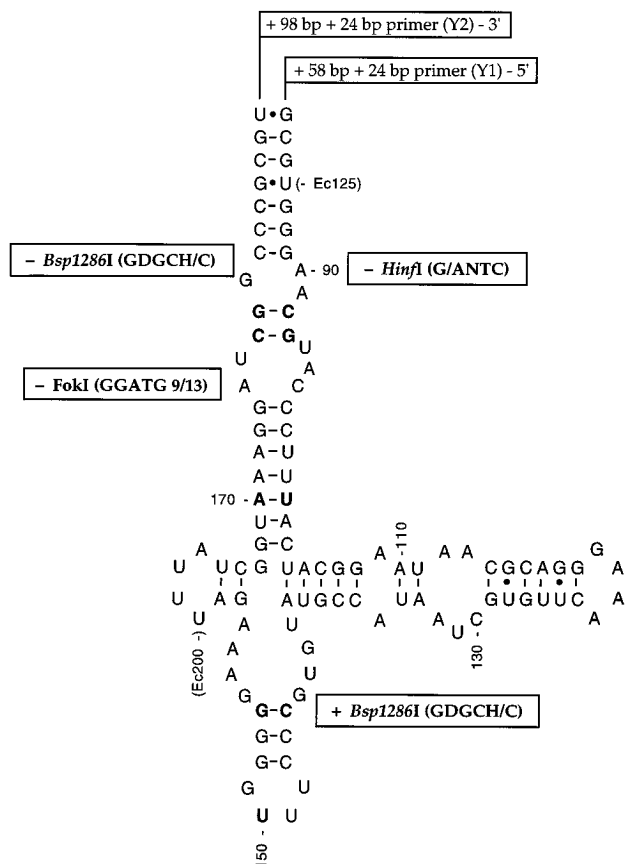 + 98 bp + 24 bp primer (Y2) - 3'
+ 58 bp + 24 bp primer (Y1) - 5'
U•G
G-C
C-G
G•U (- Ec125)
C-G
C-G
C-G
– Bsp1286I (GDGCH/C)
G A - 90
– HinfI (G/ANTC)
A
G-C
C-G
U U
– FokI (GGATG 9/13)
A A
C
G-C
G-C
A-U
A-U
170 - A-U
U-A
G-C
U A U C G U A C G G A A U A A C G C A G G G A
-110
U U A G A U G C C A U A A U C G U G U U C A A
130 -
(Ec200 -)
A U
A G
A U
G G
G-C
+ Bsp1286I (GDGCH/C)
G C
G C
G U
U U
150 -